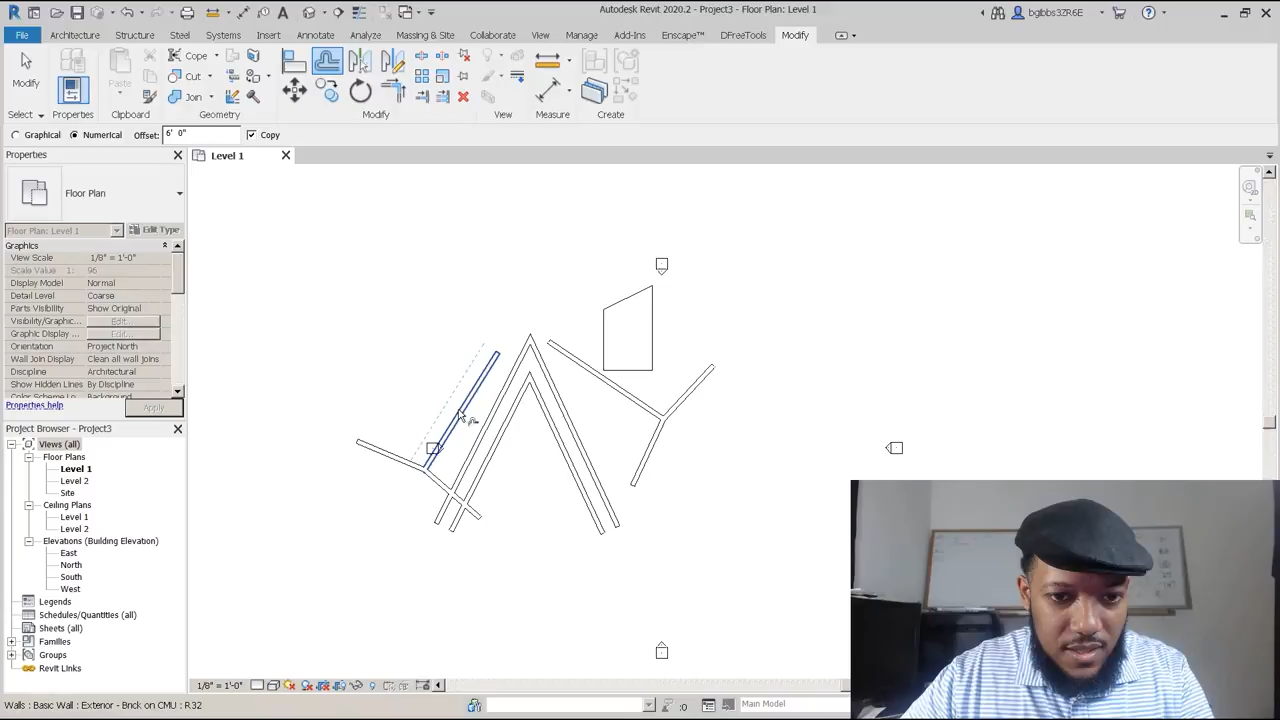 Autodesk Revit 2020.2 - Project3 - Floor Plan: Level 1
bgibbs3ZR6E
File
Architecture
Structure
Steel
Systems
Insert
Annotate
Analyze
Massing & Site
Collaborate
View
Manage
Add-Ins
Enscape™
DFreeTools
Modify
Modify
Paste
Cope
Cut
Join
Select
Properties
Clipboard
Geometry
Modify
View
Measure
Create
Graphical
Numerical
Offset:
6' 0"
Copy
Properties
Level 1
Floor Plan
Floor Plan: Level 1
Edit Type
Graphics
View Scale 1/8" = 1'-0"
Scale Value 1: 96
Display Model Normal
Detail Level Coarse
Parts Visibility Show Original
Visibility/Graphic... Edit...
Graphic Display ... Edit...
Orientation Project North
Wall Join Display Clean all wall joins
Discipline Architectural
Show Hidden Lines By Discipline
Color Scheme Lo... Background
Properties help
Apply
Project Browser - Project3
Views (all)
Floor Plans
Level 1
Level 2
Site
Ceiling Plans
Level 1
Level 2
Elevations (Building Elevation)
East
North
South
West
Legends
Schedules/Quantities (all)
Sheets (all)
Families
Groups
Revit Links
1/8" = 1'-0"
Walls : Basic Wall : Exterior - Brick on CMU : R32
:0
Main Model